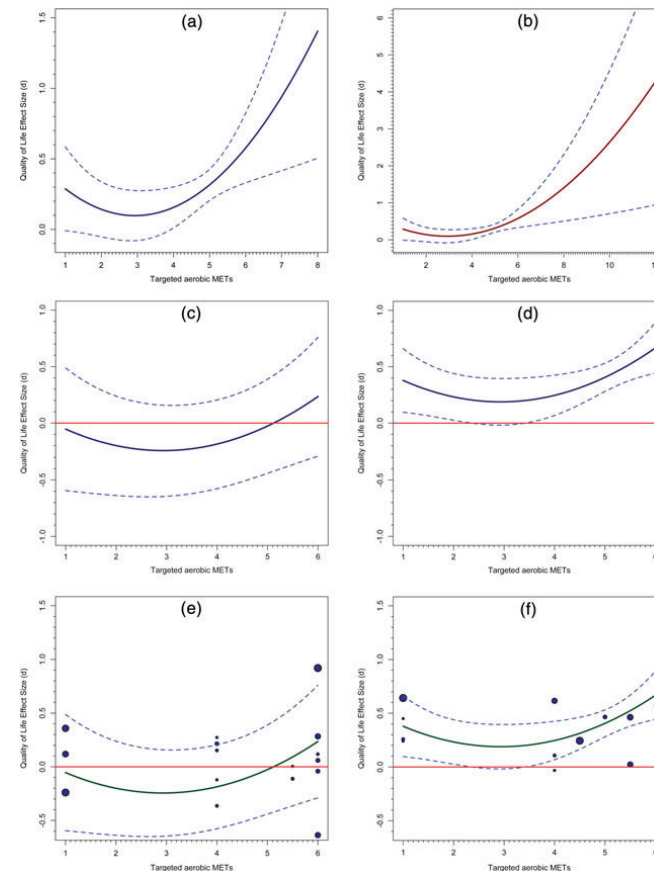 (a)
Quality of Life Effect Size (d)
1.5
1.0
0.5
0.0
1 2 3 4 5 6 7 8
Targeted aerobic METs
(b)
Quality of Life Effect Size (d)
6
5
4
3
2
1
0
2 4 6 8 10
Targeted aerobic METs
(c)
Quality of Life Effect Size (d)
1.0
0.5
0.0
-0.5
-1.0
1 2 3 4 5 6
Targeted aerobic METs
(d)
Quality of Life Effect Size (d)
1.0
0.5
0.0
-0.5
-1.0
1 2 3 4 5
Targeted aerobic METs
(e)
Quality of Life Effect Size (d)
1.5
1.0
0.5
0.0
-0.5
1 2 3 4 5 6
Targeted aerobic METs
(f)
Quality of Life Effect Size (d)
1.5
1.0
0.5
0.0
-0.5
1 2 3 4 5
Targeted aerobic METs